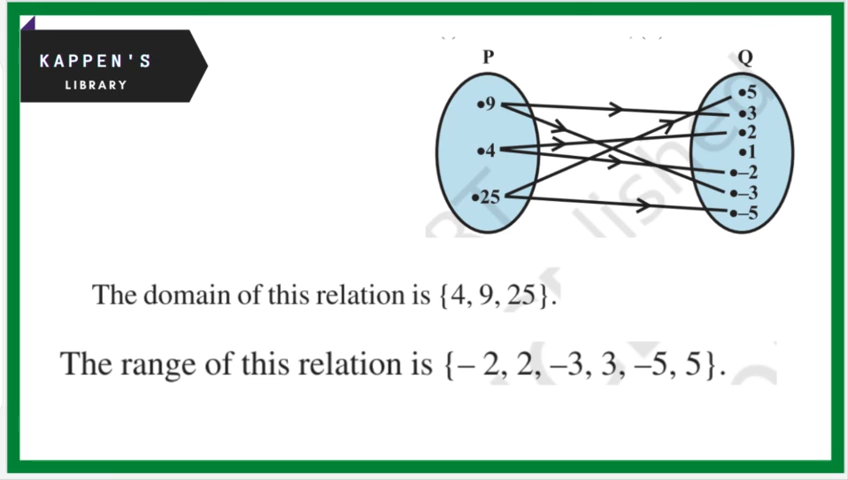 KAPPEN'S
LIBRARY
P
Q
•9
•4
•25
•5
•3
•2
•1
•–2
•–3
•–5
The domain of this relation is {4, 9, 25}.
The range of this relation is {– 2, 2, –3, 3, –5, 5}.